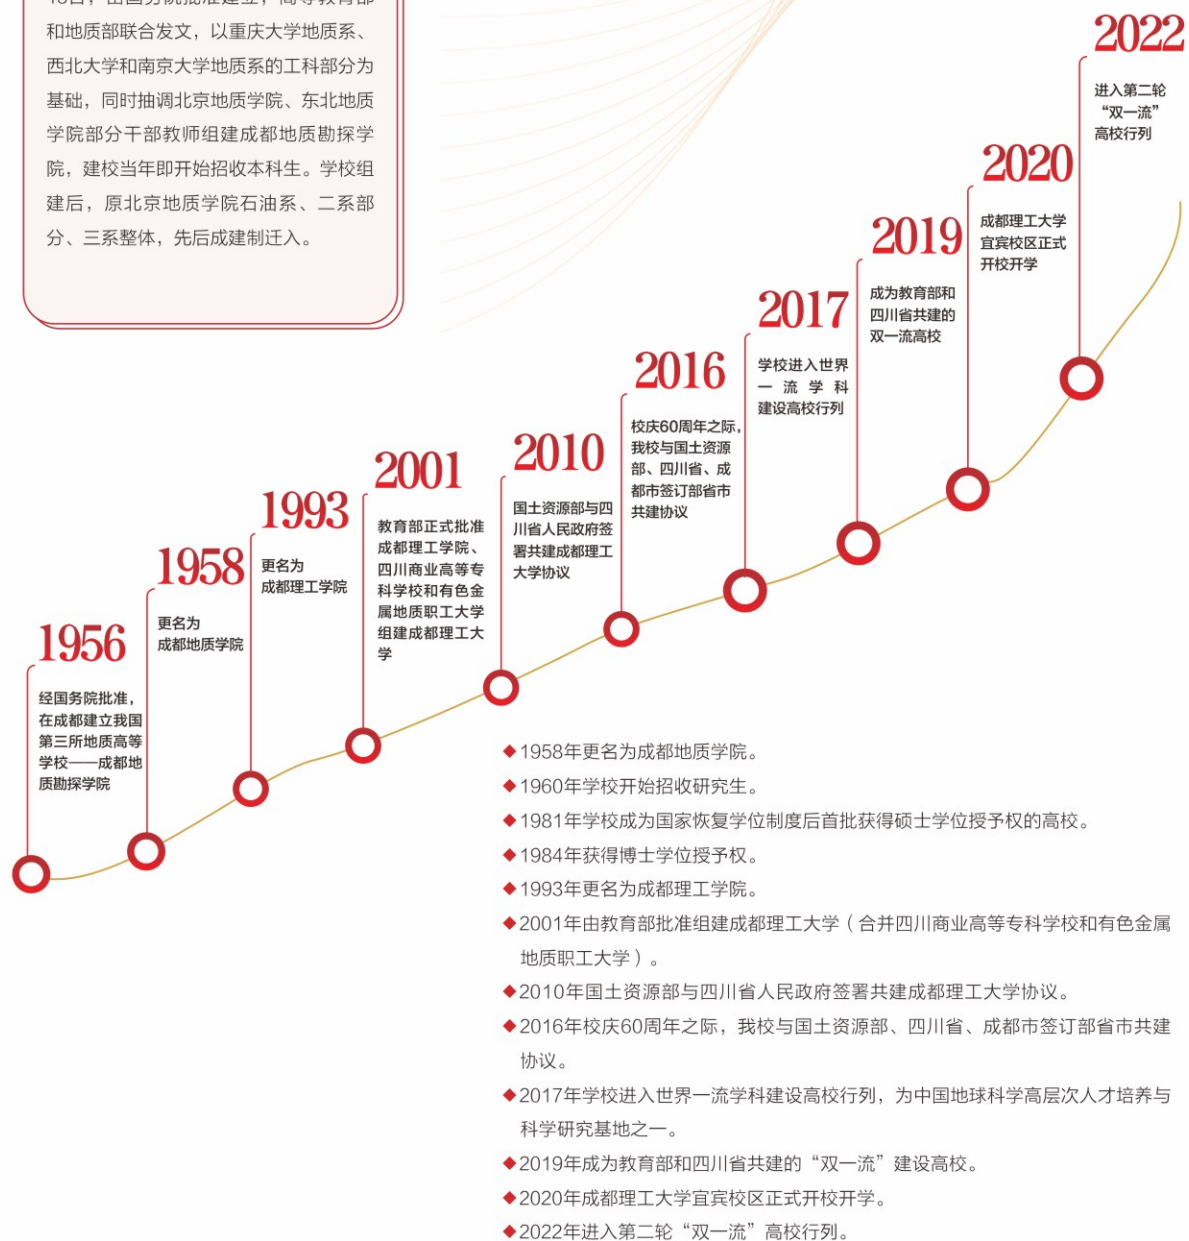 15日，由国务院批准建立，高等教育部
和地质部联合发文，以重庆大学地质系、
西北大学和南京大学地质系的工科部分为
基础，同时抽调北京地质学院、东北地质
学院部分干部教师组建成都地质勘探学
院，建校当年即开始招收本科生。学校组
建后，原北京地质学院石油系、二系部
分、三系整体，先后成建制迁入。
1956
经国务院批准，
在成都建立我国
第三所地质高等
学校——成都地
质勘探学院
1958
更名为
成都地质学院
1993
更名为
成都理工学院
2001
教育部正式批准
成都理工学院、
四川商业高等专
科学校和有色金
属地质职工大学
组建成都理工大
学
2010
国土资源部与四
川省人民政府签
署共建成都理工
大学协议
2016
校庆60周年之际，
我校与国土资源
部、四川省、成
都市签订部省市
共建协议
2017
学校进入世界
一流学科
建设高校行列
2019
成为教育部和
四川省共建的
双一流高校
2020
成都理工大学
宜宾校区正式
开校开学
2022
进入第二轮
“双一流”
高校行列
◆1958年更名为成都地质学院。
◆1960年学校开始招收研究生。
◆1981年学校成为国家恢复学位制度后首批获得硕士学位授予权的高校。
◆1984年获得博士学位授予权。
◆1993年更名为成都理工学院。
◆2001年由教育部批准组建成都理工大学（合并四川商业高等专科学校和有色金属
地质职工大学）。
◆2010年国土资源部与四川省人民政府签署共建成都理工大学协议。
◆2016年校庆60周年之际，我校与国土资源部、四川省、成都市签订部省市共建
协议。
◆2017年学校进入世界一流学科建设高校行列，为中国地球科学高层次人才培养与
科学研究基地之一。
◆2019年成为教育部和四川省共建的“双一流”建设高校。
◆2020年成都理工大学宜宾校区正式开校开学。
◆2022年进入第二轮“双一流”高校行列。